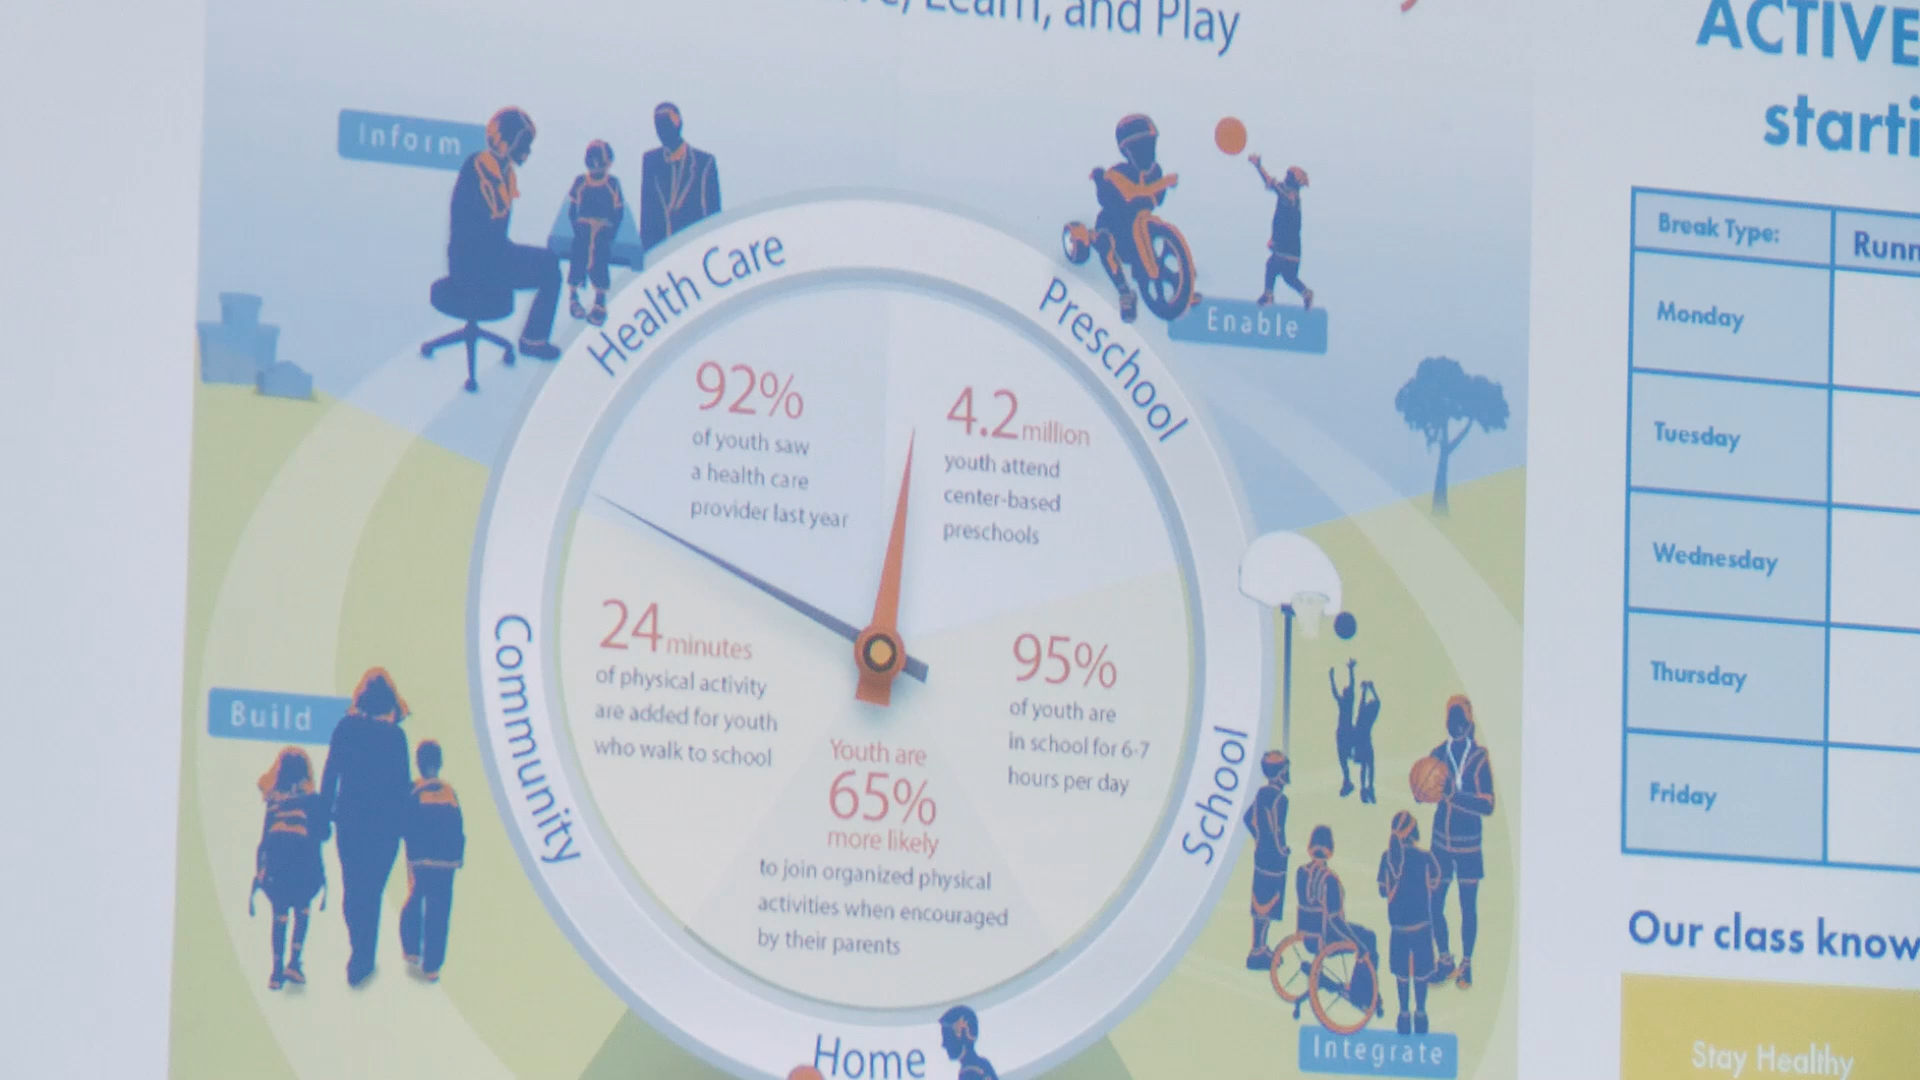 Learn, and Play
Inform
Health Care
Preschool
Enable
92%
of youth saw
a health care
provider last year
4.2 million
youth attend
center-based
preschools
24 minutes
of physical activity
are added for youth
who walk to school
95%
of youth are
in school for 6-7
hours per day
Youth are
65%
more likely
to join organized physical
activities when encouraged
by their parents
Community
School
Build
Home
Integrate
ACTIVE
starti
Break Type:
Runn
Monday
Tuesday
Wednesday
Thursday
Friday
Our class know
Stay Healthy